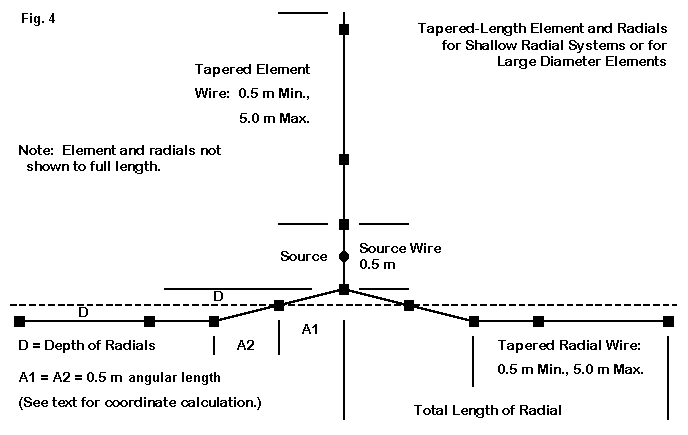 Fig. 4
Tapered-Length Element and Radials
for Shallow Radial Systems or for
Large Diameter Elements
Tapered Element
Wire: 0.5 m Min.,
5.0 m Max.
Note: Element and radials not
shown to full length.
Source
Source Wire
0.5 m
D
D
A1
A2
D = Depth of Radials
A1 = A2 = 0.5 m angular length
(See text for coordinate calculation.)
Tapered Radial Wire:
0.5 m Min., 5.0 m Max.
Total Length of Radial